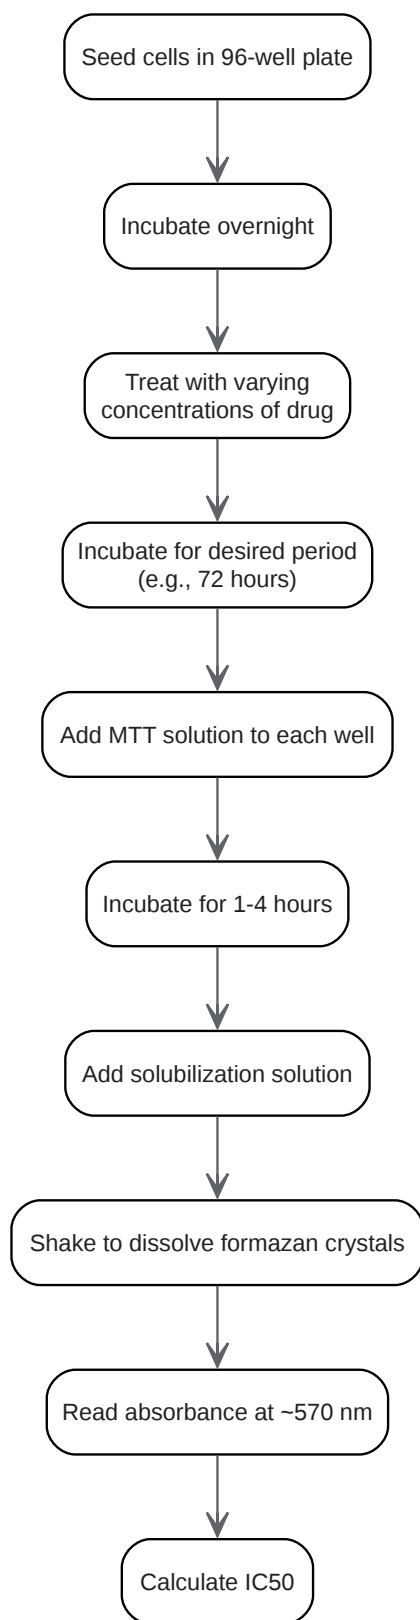 Seed cells in 96-well plate
Incubate overnight
Treat with varying
concentrations of drug
Incubate for desired period
(e.g., 72 hours)
Add MTT solution to each well
Incubate for 1-4 hours
Add solubilization solution
Shake to dissolve formazan crystals
Read absorbance at ~570 nm
Calculate IC50